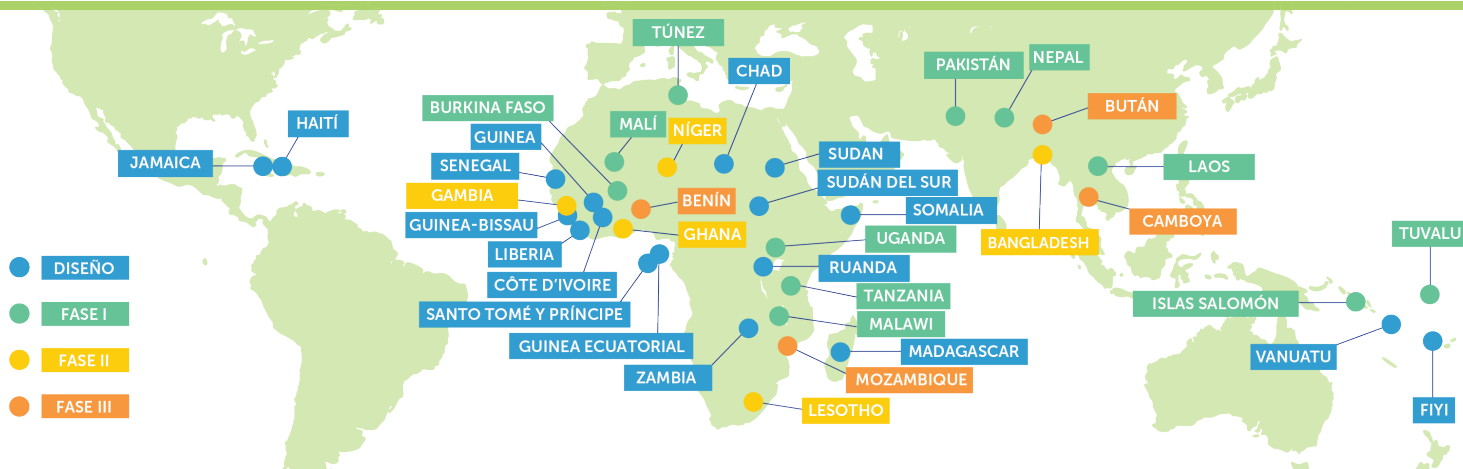 TÚNEZ
CHAD
PAKISTÁN
NEPAL
BURKINA FASO
BUTÁN
HAITÍ
MALÍ
NÍGER
GUINEA
JAMAICA
SENEGAL
SUDAN
LAOS
GAMBIA
SUDÁN DEL SUR
BENÍN
SOMALIA
GUINEA-BISSAU
CAMBOYA
GHANA
UGANDA
BANGLADESH
TUVALU
LIBERIA
DISEÑO
RUANDA
CÔTE D'IVOIRE
TANZANIA
ISLAS SALOMÓN
FASE I
SANTO TOMÉ Y PRÍNCIPE
MALAWI
GUINEA ECUATORIAL
MADAGASCAR
VANUATU
FASE II
ZAMBIA
MOZAMBIQUE
FASE III
LESOTHO
FIYI